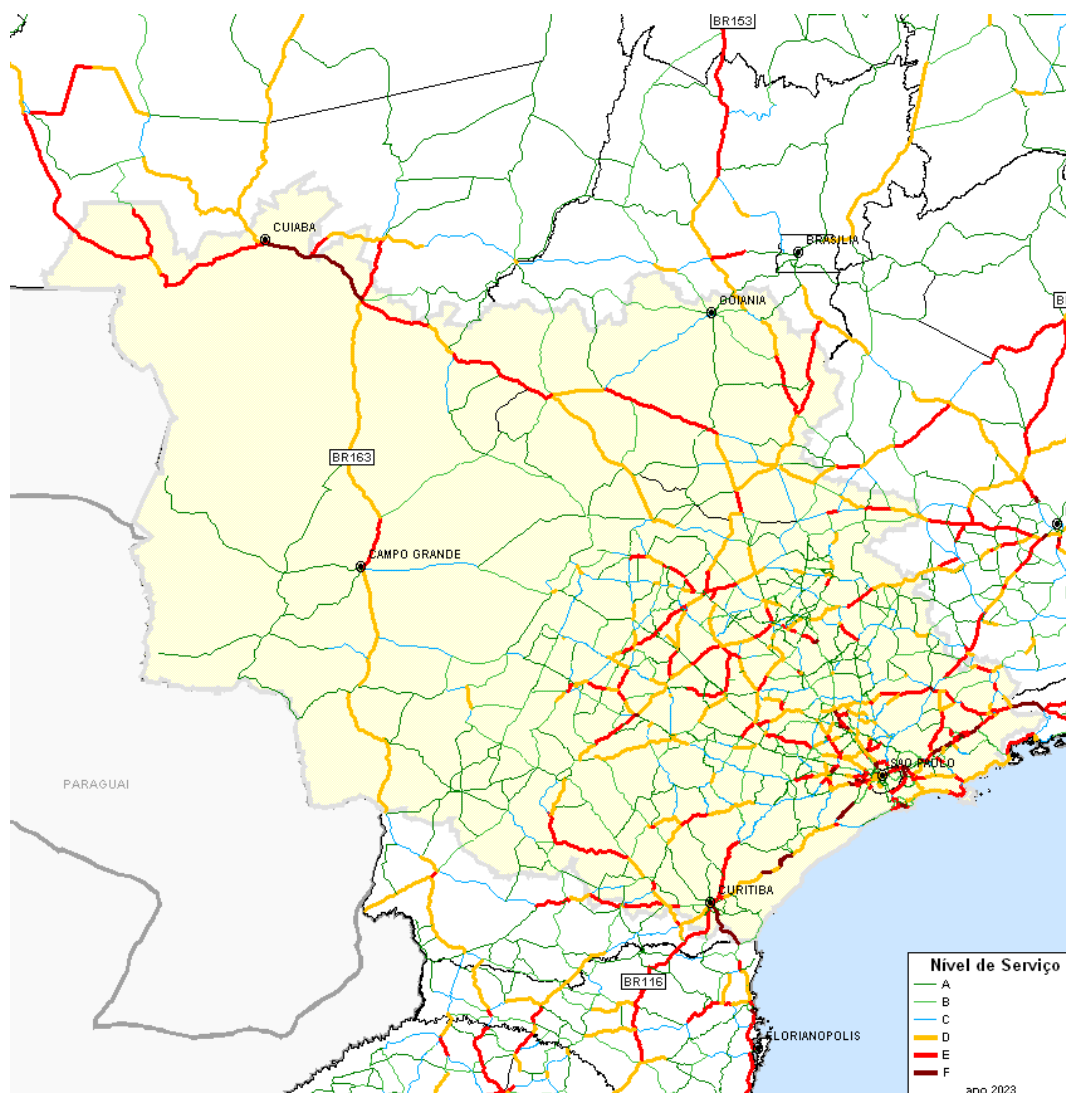 BR153
CUIABA
BRASILIA
GOIANIA
BR163
CAMPO GRANDE
PARAGUAI
SAO PAULO
CURITIBA
BR116
FLORIANOPOLIS
Nível de Serviço
A
B
C
D
E
F
ano 2023